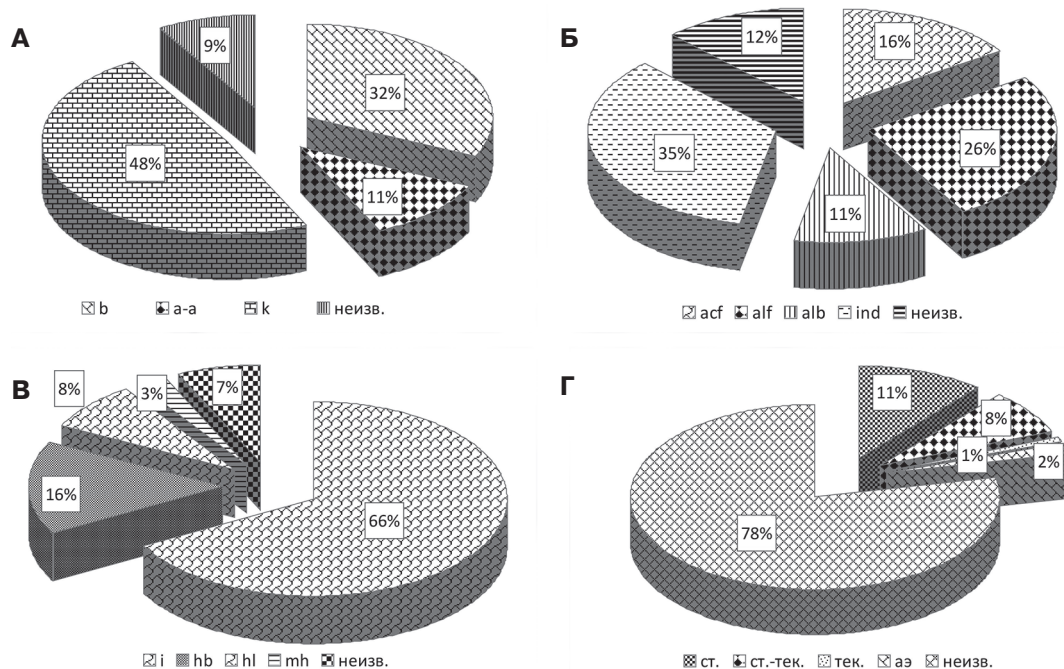 А
9%
32%
48%
11%
b a-a k неизв.
Б
12%
16%
35%
26%
11%
acf alf alb ind неизв.
В
8%
3%
7%
16%
66%
i hb hl mh неизв.
Г
11%
8%
1%
2%
78%
ст. ст.-тек. тек. аэ неизв.